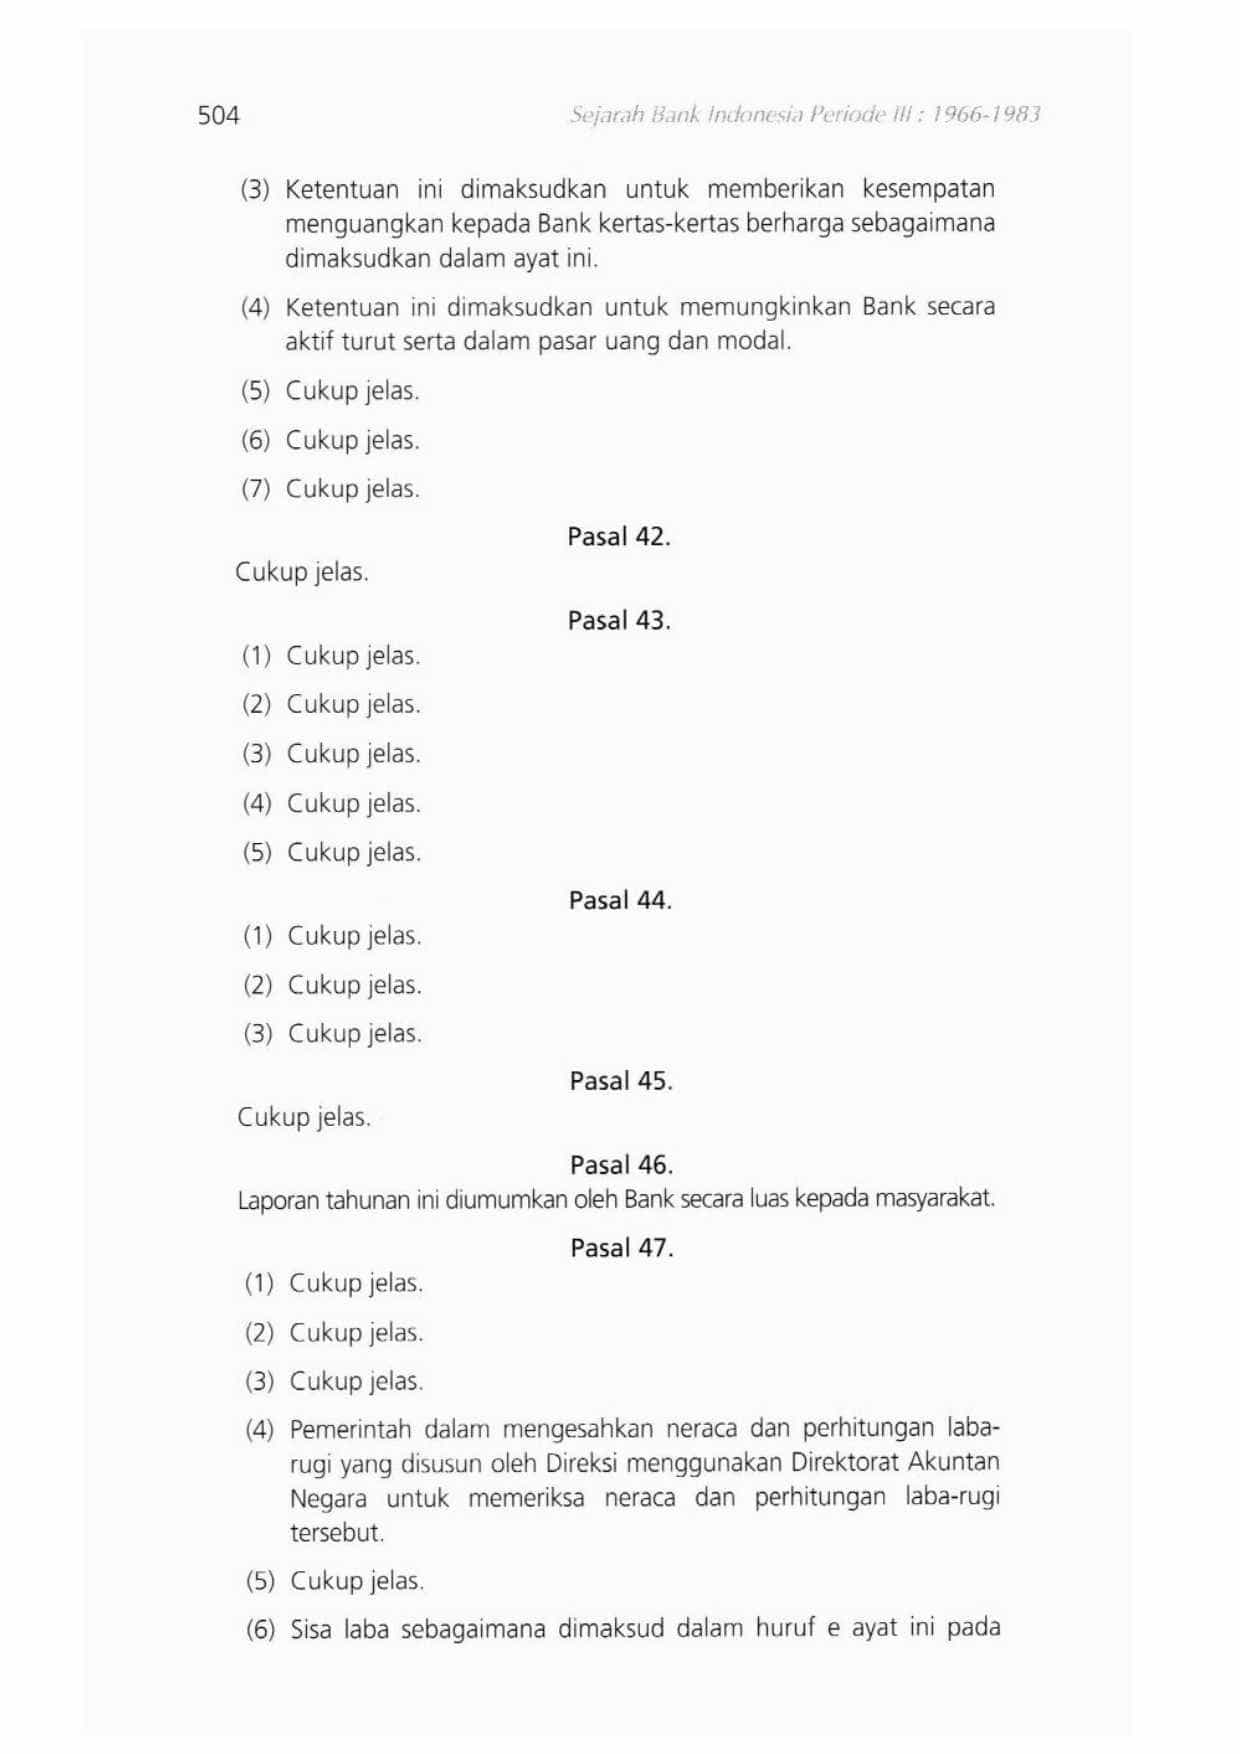 504
Sejarah Bank Indonesia Periode III : 1966-1983
(3) Ketentuan ini dimaksudkan untuk memberikan kesempatan
menguangkan kepada Bank kertas-kertas berharga sebagaimana
dimaksudkan dalam ayat ini.
(4) Ketentuan ini dimaksudkan untuk memungkinkan Bank secara
aktif turut serta dalam pasar uang dan modal.
(5) Cukup jelas.
(6) Cukup jelas.
(7) Cukup jelas.
Pasal 42.
Cukup jelas.
Pasal 43.
(1) Cukup jelas.
(2) Cukup jelas.
(3) Cukup jelas.
(4) Cukup jelas.
(5) Cukup jelas.
Pasal 44.
(1) Cukup jelas.
(2) Cukup jelas.
(3) Cukup jelas.
Pasal 45.
Cukup jelas.
Pasal 46.
Laporan tahunan ini diumumkan oleh Bank secara luas kepada masyarakat.
Pasal 47.
(1) Cukup jelas.
(2) Cukup jelas.
(3) Cukup jelas.
(4) Pemerintah dalam mengesahkan neraca dan perhitungan laba-
rugi yang disusun oleh Direksi menggunakan Direktorat Akuntan
Negara untuk memeriksa neraca dan perhitungan laba-rugi
tersebut.
(5) Cukup jelas.
(6) Sisa laba sebagaimana dimaksud dalam huruf e ayat ini pada